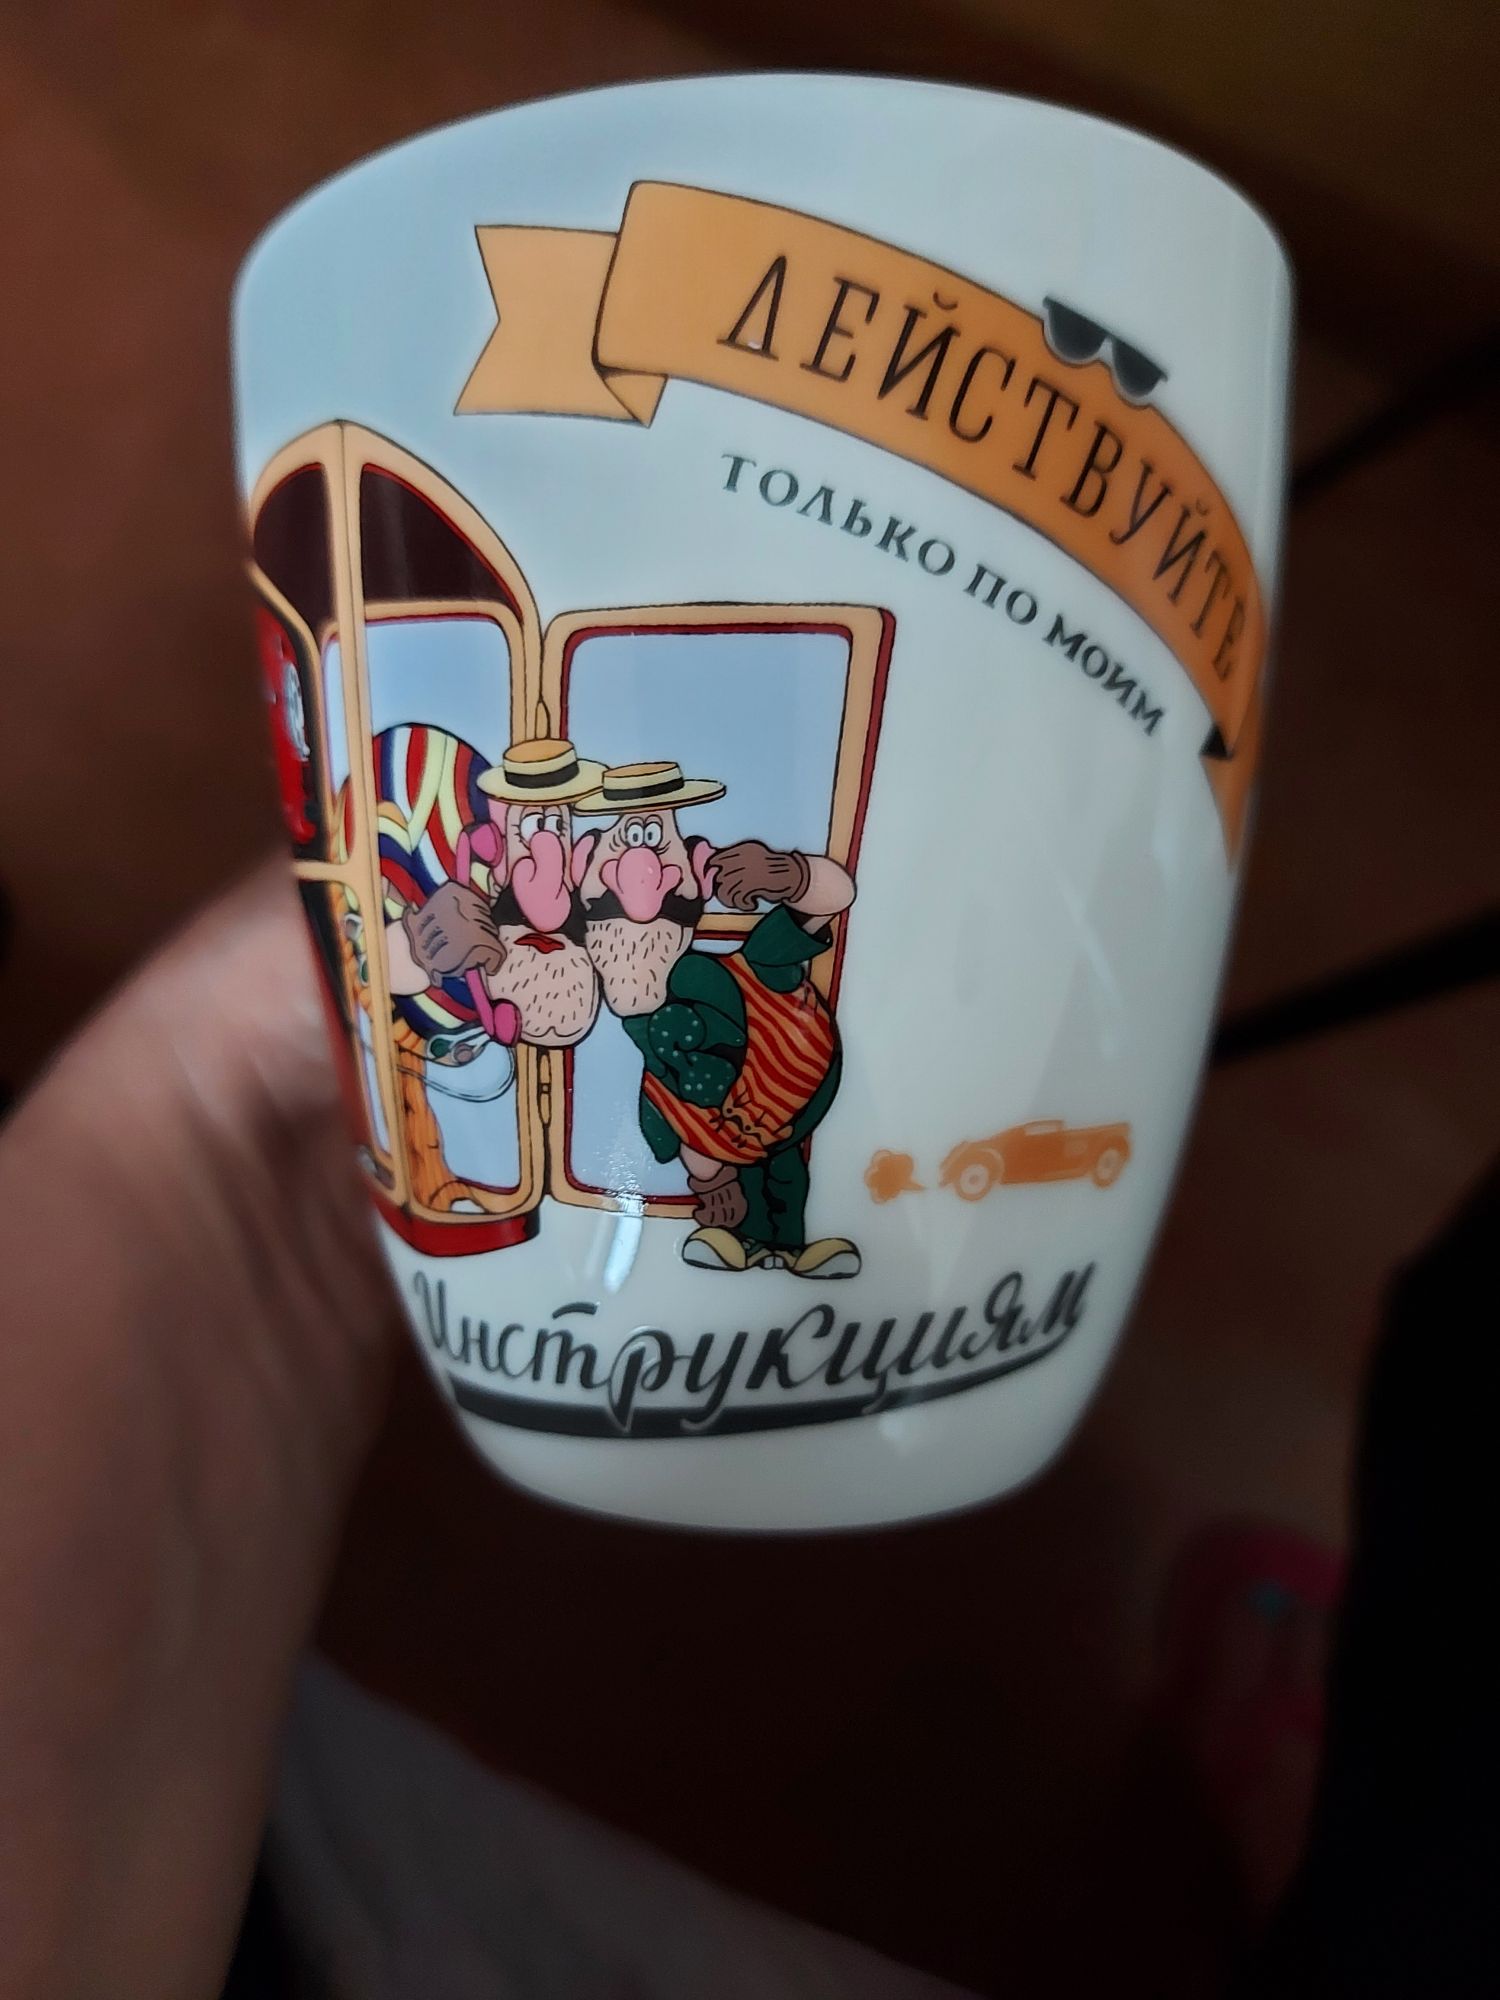 ДЕЙСТВУЙТЕ
ТОЛЬКО ПО МОИМ
Инструкциям